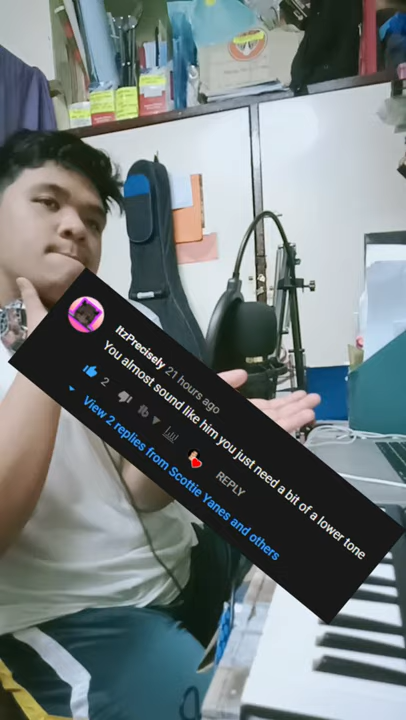 ItzPrecisely 21 hours ago
You almost sound like him you just need a bit of a lower tone
2
REPLY
View 2 replies from Scottie Yanes and others